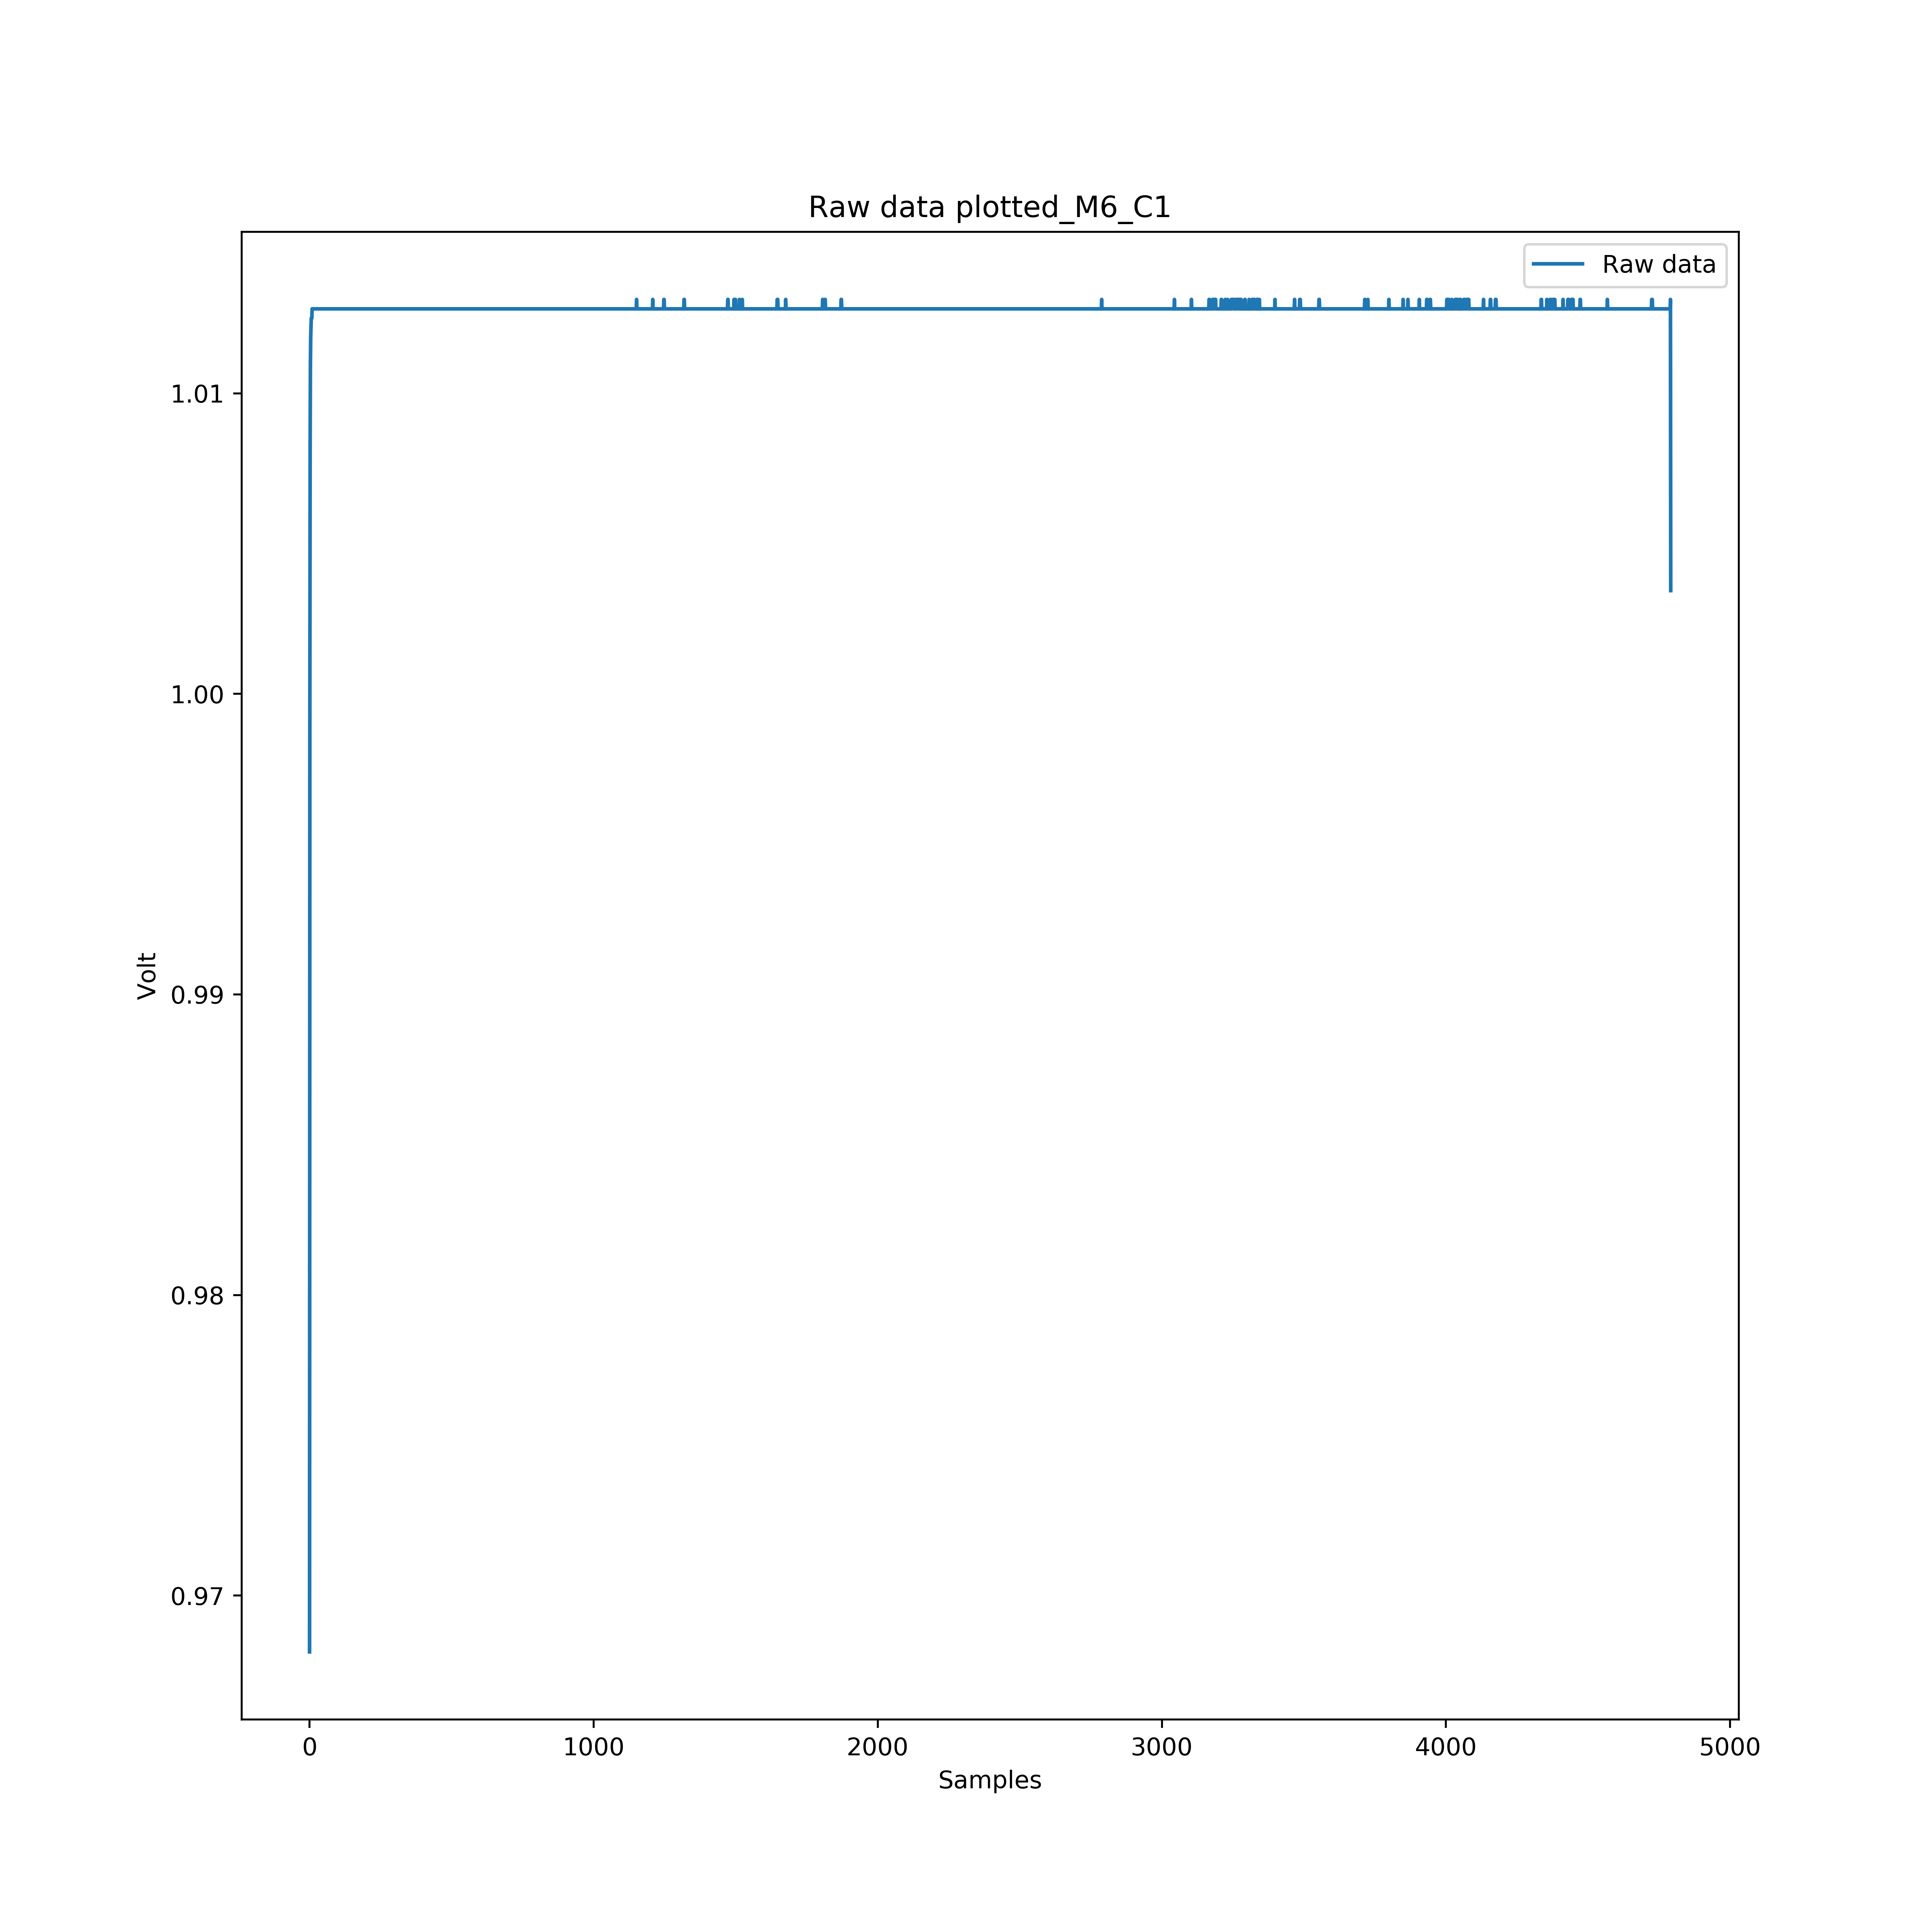 Raw data plotted_M6_C1
Raw data
1.01
1.00
0.99
0.98
0.97
Volt
0
1000
2000
3000
4000
5000
Samples